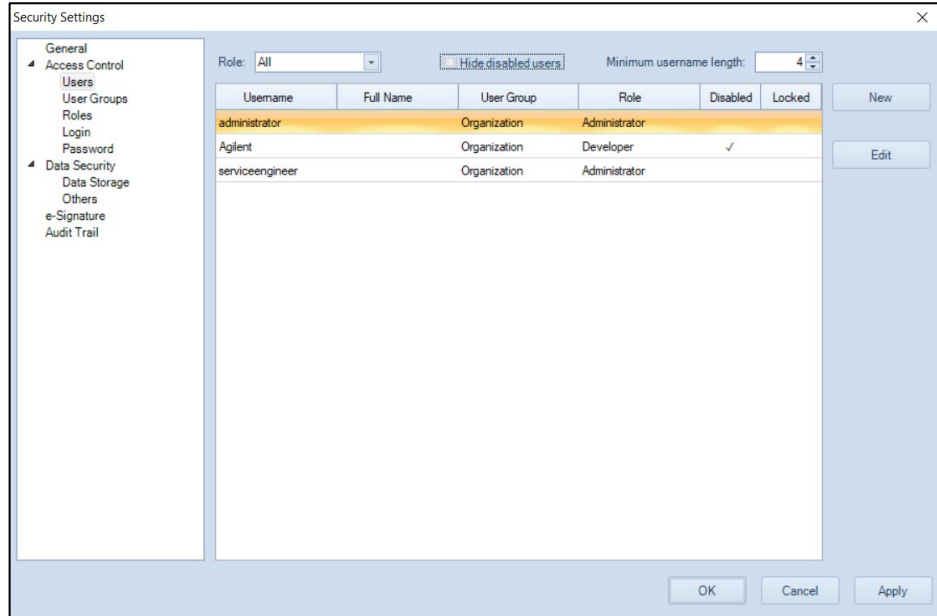 Security Settings
General
Access Control
Users
User Groups
Roles
Login
Password
Data Security
Data Storage
Others
e-Signature
Audit Trail
Role: All Hide disabled users Minimum username length: 4
Username Full Name User Group Role Disabled Locked
administrator Organization Administrator
Agilent Organization Developer ✓
serviceengineer Organization Administrator
New
Edit
OK Cancel Apply